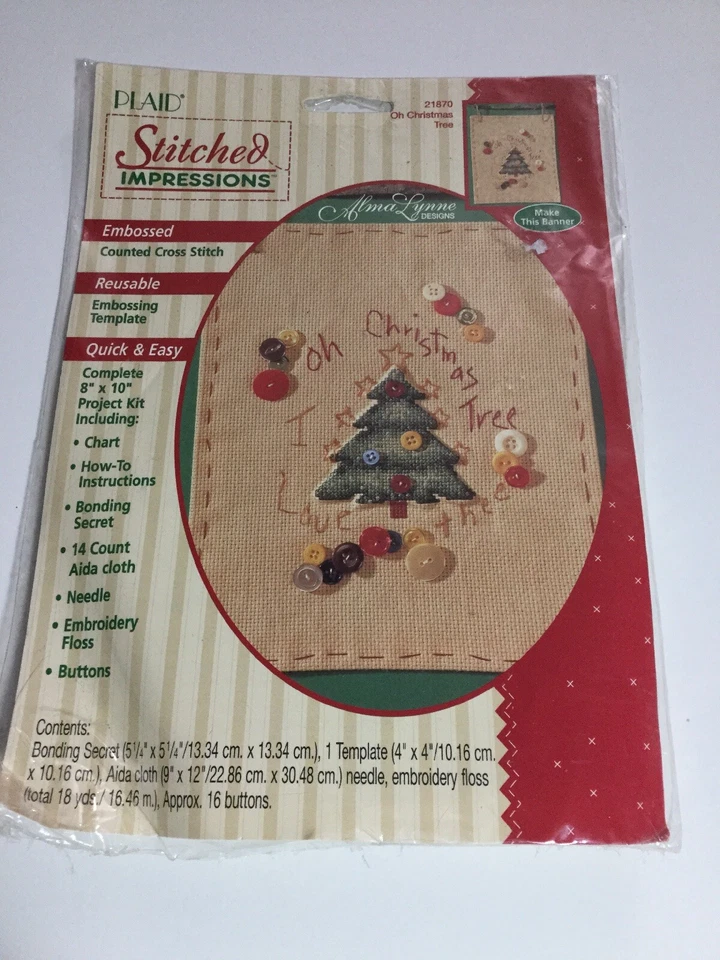 PLAID®
21870
Oh Christmas
Tree
Stitched
IMPRESSIONS™
Alma Lynne
DESIGNS
Make
This Banner
Embossed
Counted Cross Stitch
Reusable
Embossing
Template
Quick & Easy
Complete
8" x 10"
Project Kit
Including:
• Chart
• How-To
Instructions
• Bonding
Secret
• 14 Count
Aida cloth
• Needle
• Embroidery
Floss
• Buttons
oh Christmas
Tree
I
Love thee
Contents:
Bonding Secret (5¼" x 5¼"/13.34 cm. x 13.34 cm.), 1 Template (4" x 4"/10.16 cm.
x 10.16 cm.), Aida cloth (9" x 12"/22.86 cm. x 30.48 cm.) needle, embroidery floss
(total 18 yds./ 16.46 m.), Approx. 16 buttons.